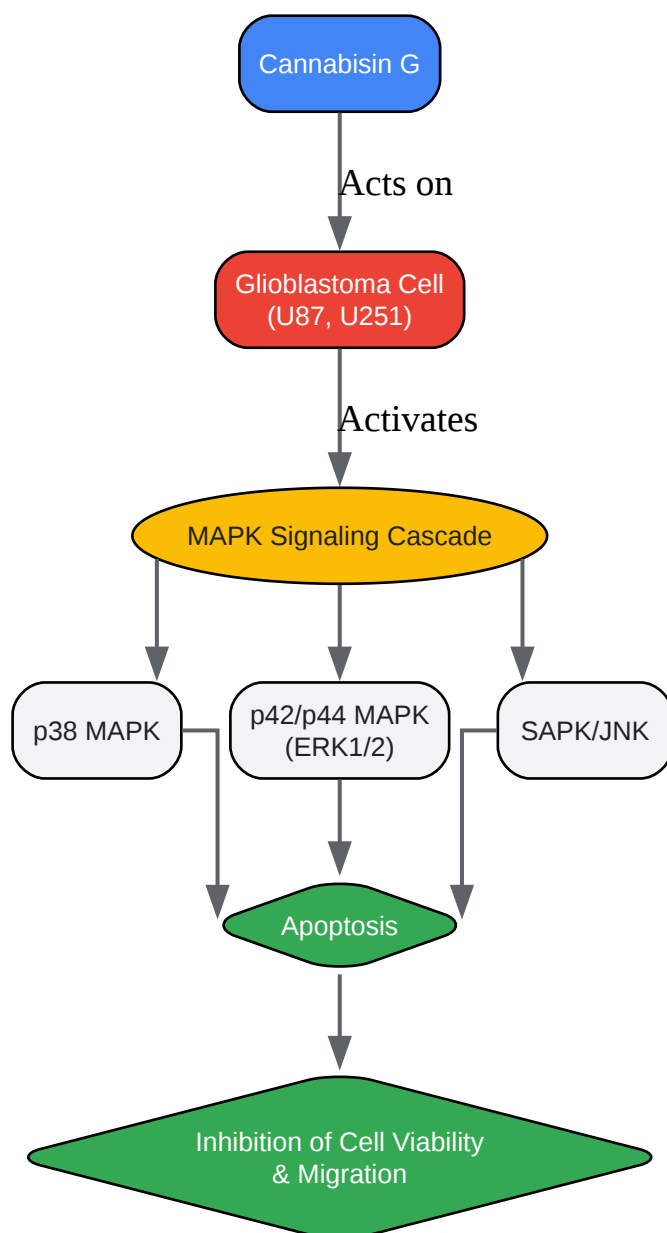 Cannabisin G
Acts on
Glioblastoma Cell
(U87, U251)
Activates
MAPK Signaling Cascade
p38 MAPK
p42/p44 MAPK
(ERK1/2)
SAPK/JNK
Apoptosis
Inhibition of Cell Viability
& Migration